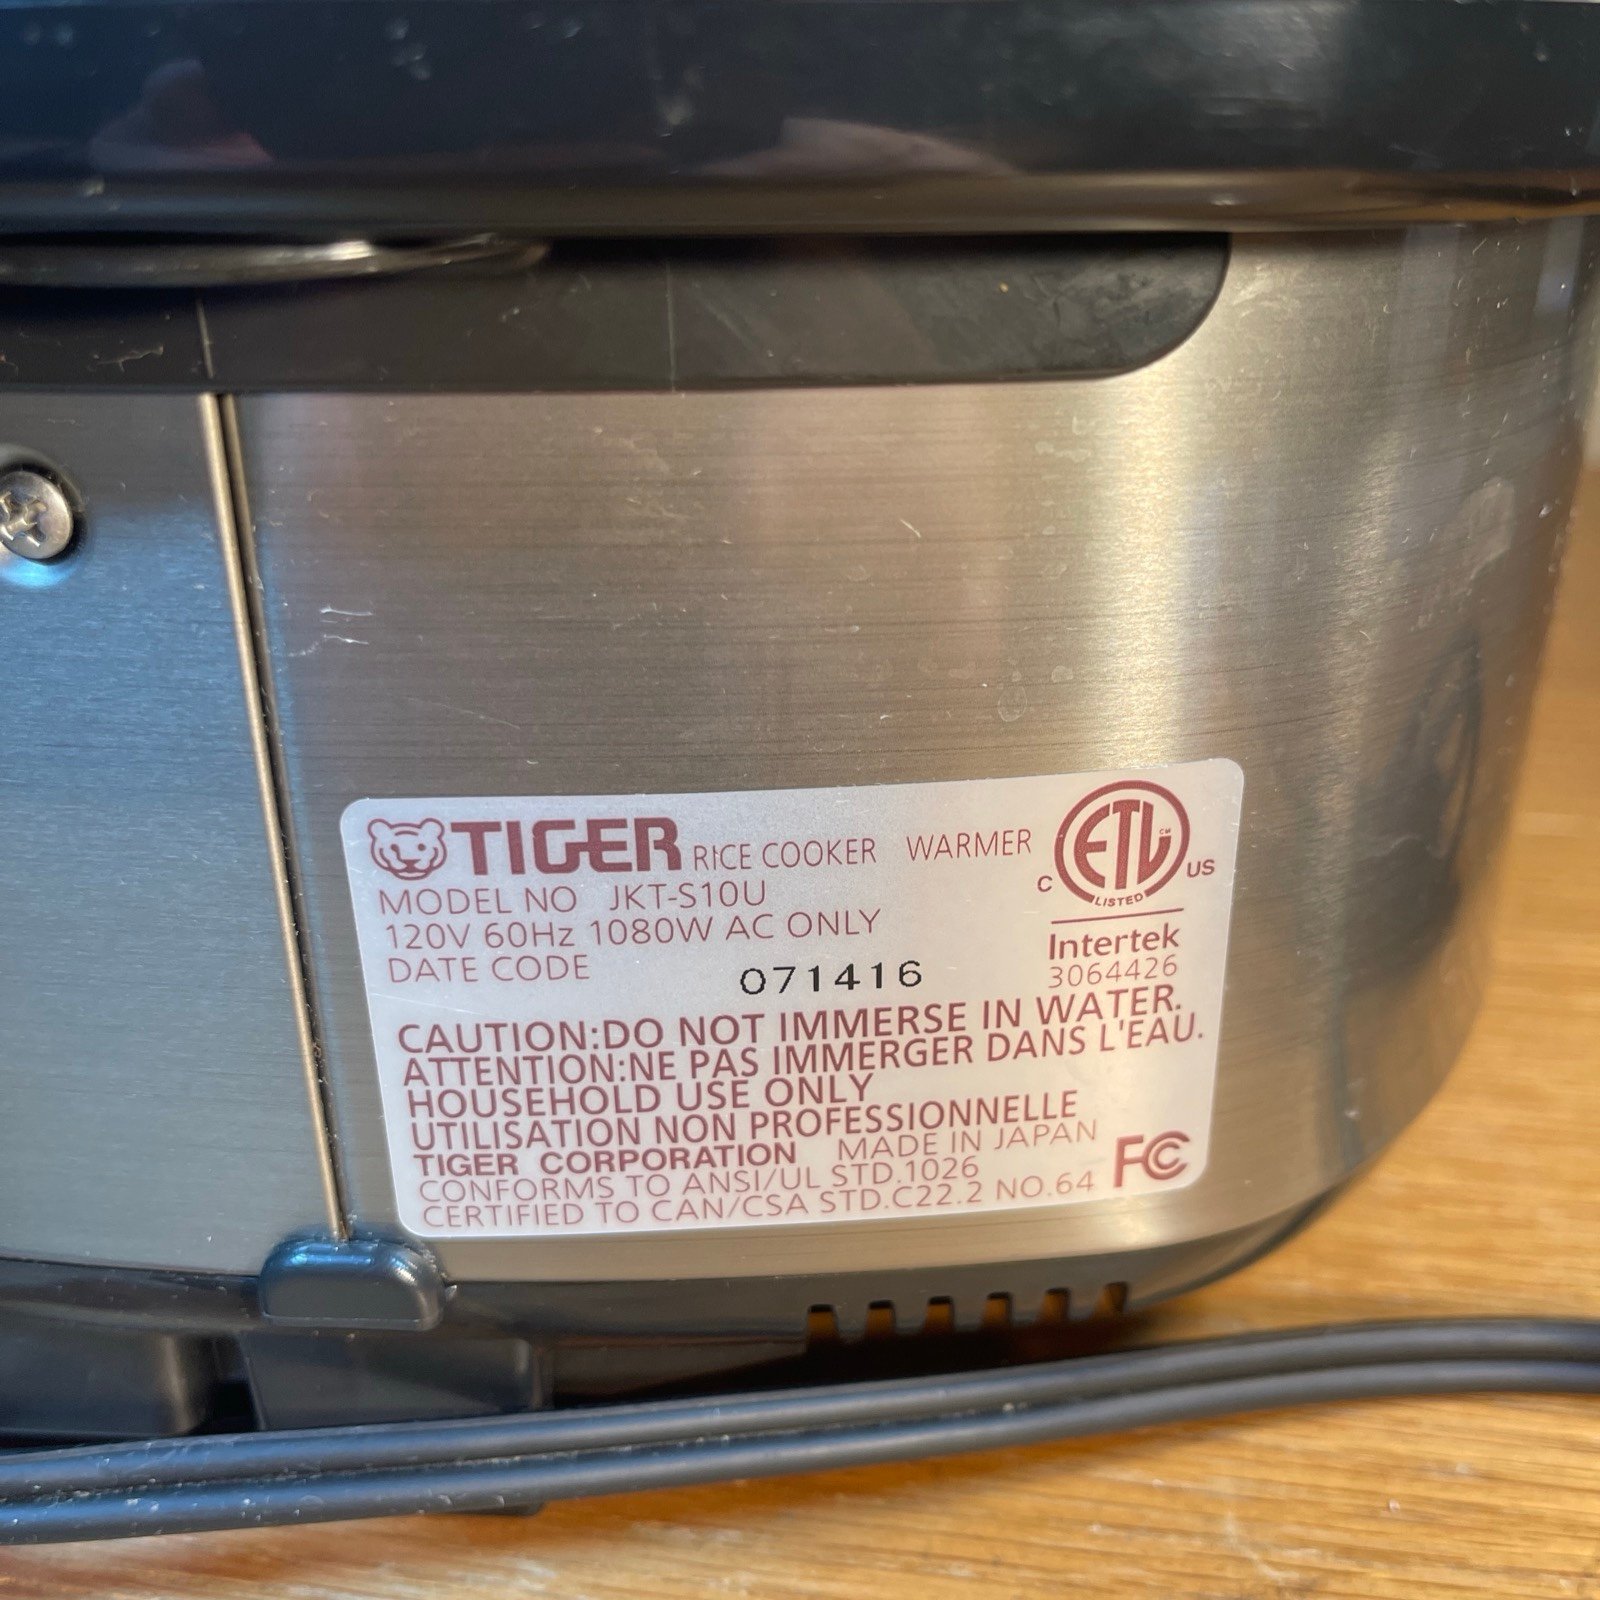 TIGER RICE COOKER WARMER
MODEL NO JKT-S10U
120V 60Hz 1080W AC ONLY
DATE CODE 071416
C ETL CM US
LISTED
Intertek
3064426
CAUTION:DO NOT IMMERSE IN WATER.
ATTENTION:NE PAS IMMERGER DANS L'EAU.
HOUSEHOLD USE ONLY
UTILISATION NON PROFESSIONNELLE
TIGER CORPORATION MADE IN JAPAN
CONFORMS TO ANSI/UL STD.1026
CERTIFIED TO CAN/CSA STD.C22.2 NO.64
FC